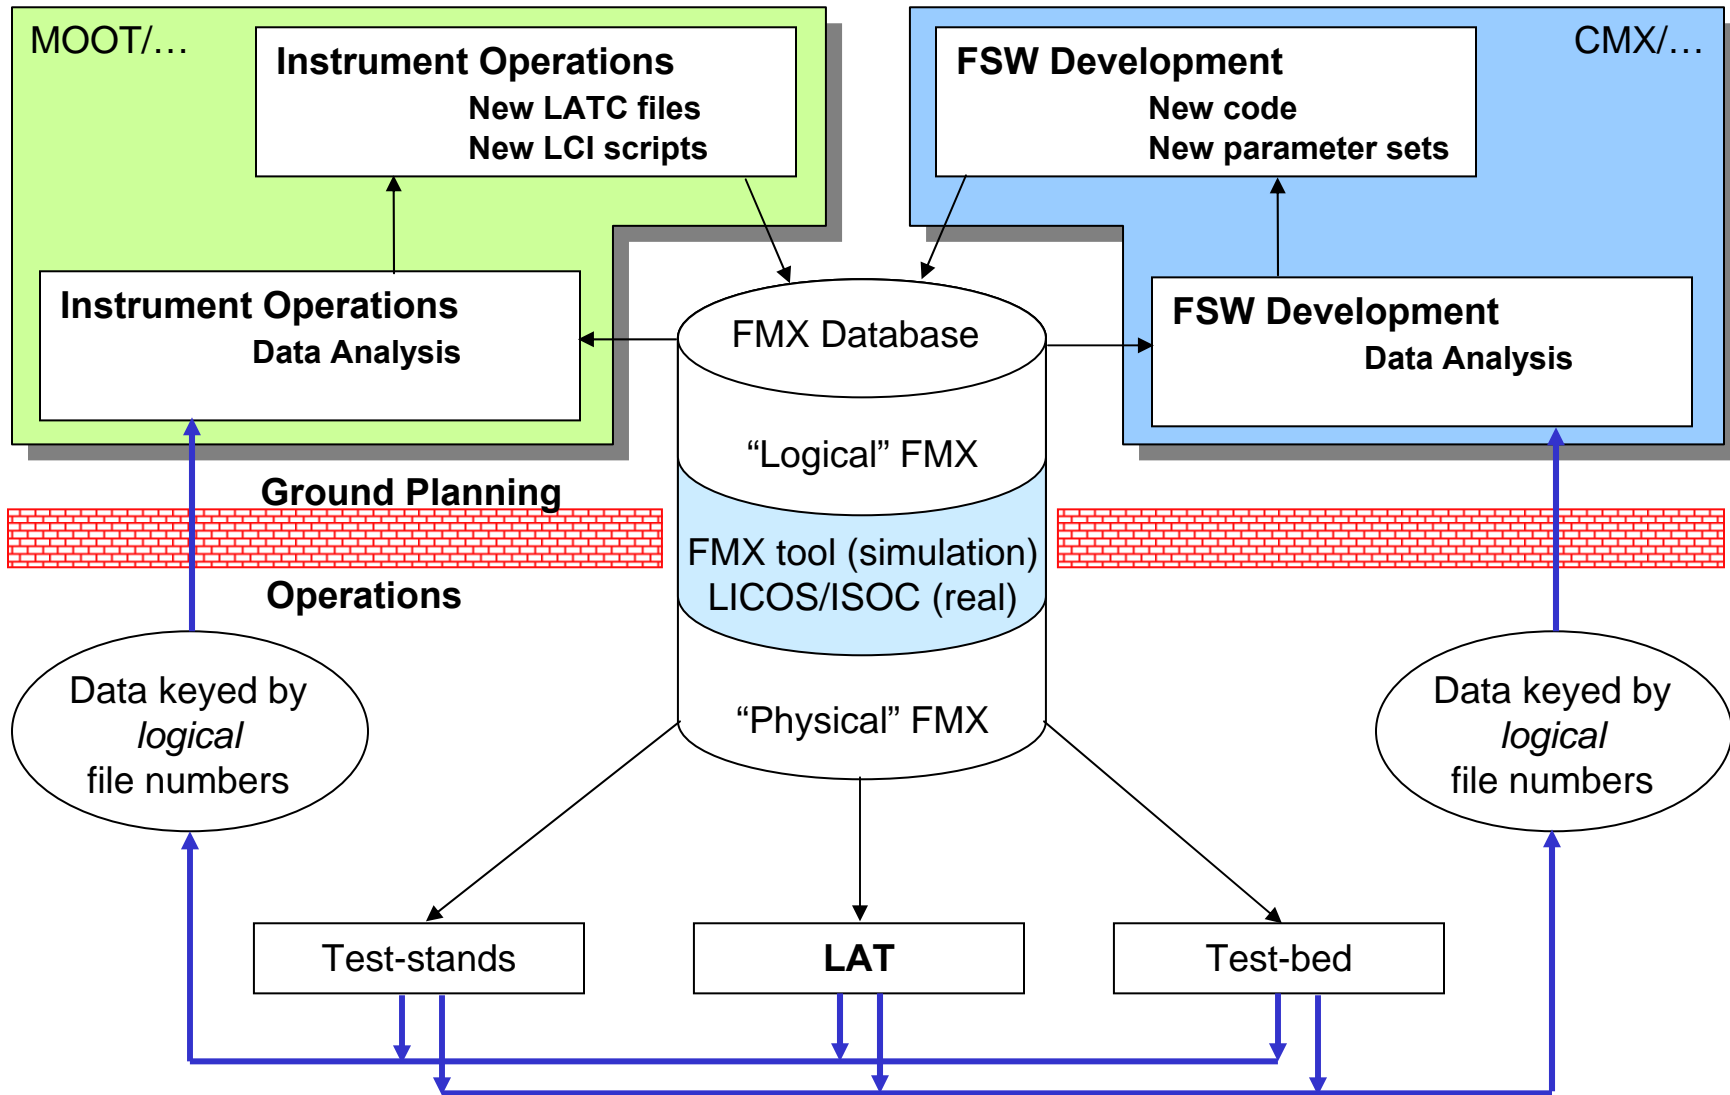 MOOT/…
Instrument Operations
New LATC files
New LCI scripts
FSW Development
New code
New parameter sets
CMX/…
Instrument Operations
Data Analysis
FMX Database
FSW Development
Data Analysis
“Logical” FMX
Ground Planning
FMX tool (simulation)
LICOS/ISOC (real)
Operations
Data keyed by
logical
file numbers
“Physical” FMX
Data keyed by
logical
file numbers
Test-stands
LAT
Test-bed